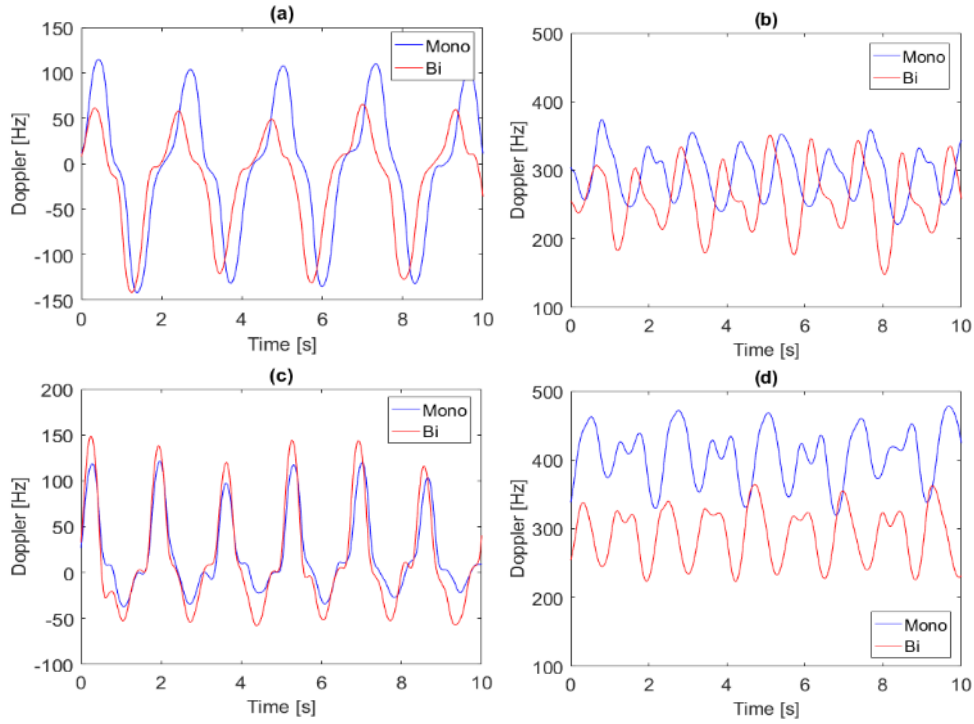 (a)
150
100
50
0
-50
-100
-150
Doppler [Hz]
Mono
Bi
0 2 4 6 8 10
Time [s]
(b)
500
400
300
200
100
Doppler [Hz]
Mono
Bi
0 2 4 6 8 10
Time [s]
(c)
200
150
100
50
0
-50
-100
Doppler [Hz]
Mono
Bi
0 2 4 6 8 10
Time [s]
(d)
500
400
300
200
100
Doppler [Hz]
Mono
Bi
0 2 4 6 8 10
Time [s]